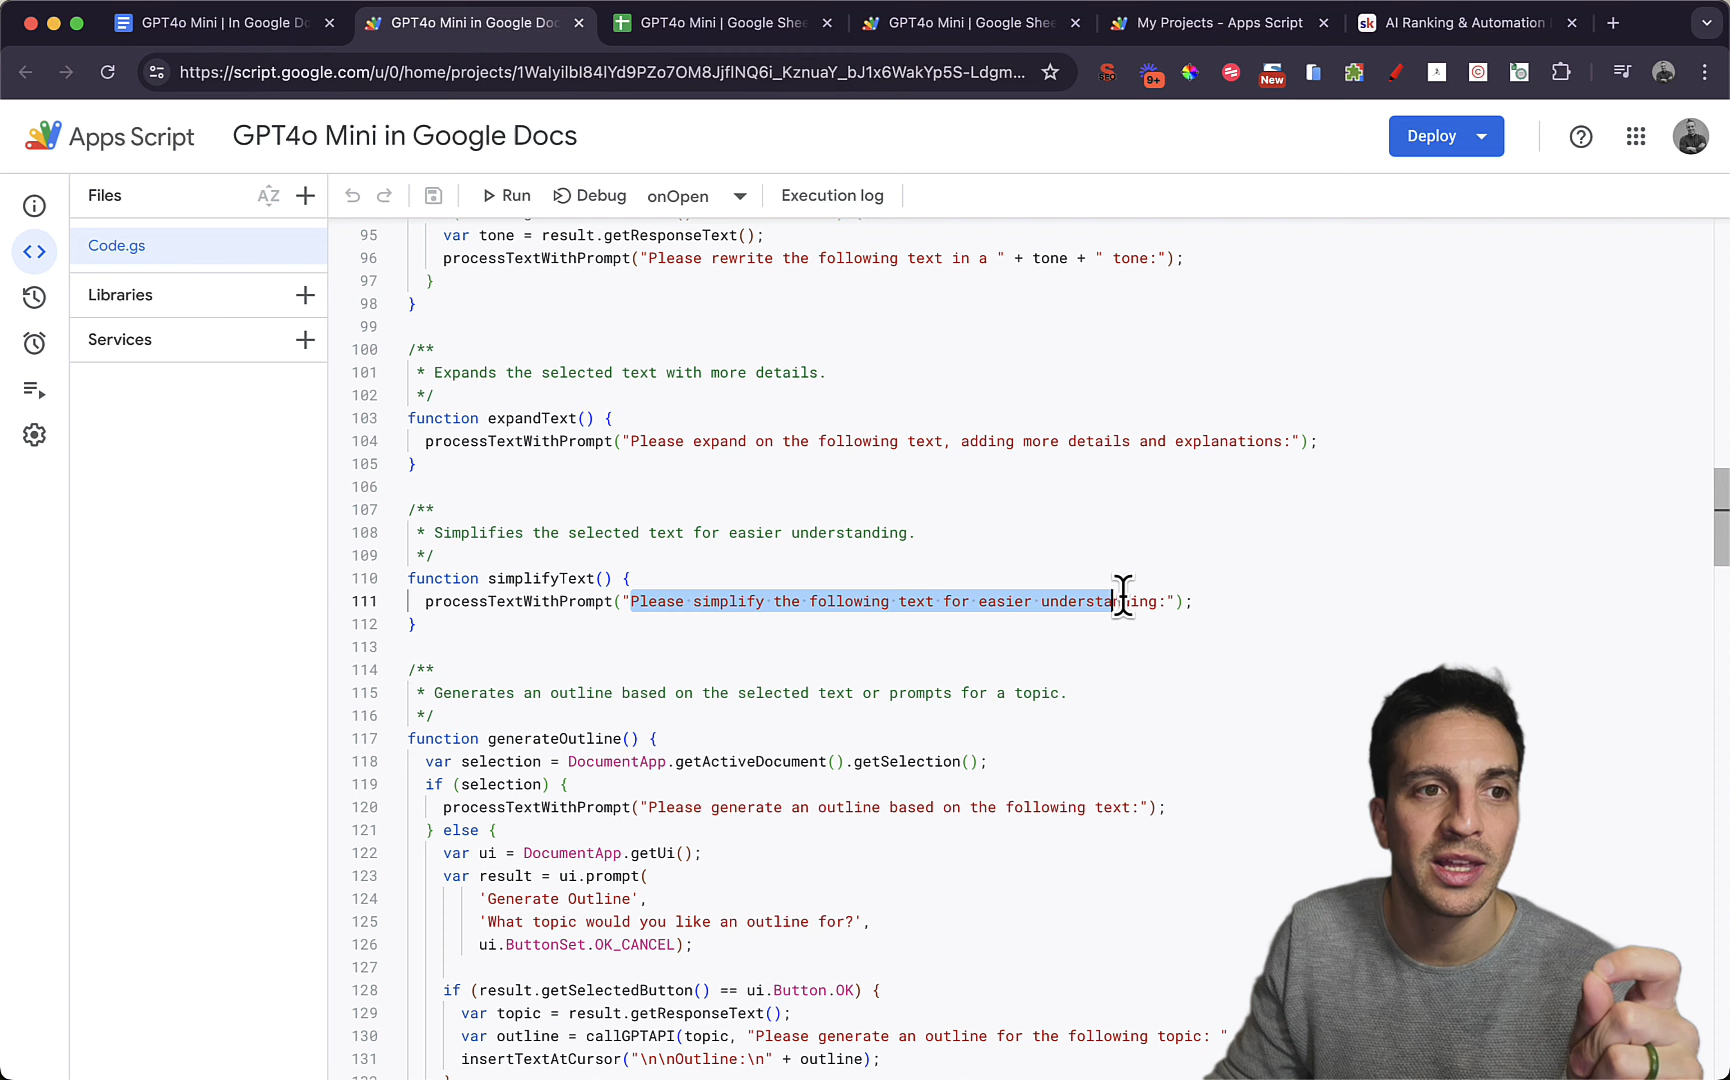 GPT4o Mini | In Google Do
GPT4o Mini in Google Doc
GPT4o Mini | Google Shee
GPT4o Mini | Google Shee
My Projects - Apps Script
sk AI Ranking & Automation
SEO 9+ New
Apps Script GPT4o Mini in Google Docs Deploy
Files
Run Debug onOpen Execution log
Code.gs
Libraries
Services
95 var tone = result.getResponseText();
96 processTextWithPrompt("Please rewrite the following text in a " + tone + " tone:");
97 }
98 }
99
100 /**
101 * Expands the selected text with more details.
102 */
103 function expandText() {
104 processTextWithPrompt("Please expand on the following text, adding more details and explanations:");
105 }
106
107 /**
108 * Simplifies the selected text for easier understanding.
109 */
110 function simplifyText() {
111 processTextWithPrompt("Please simplify the following text for easier understanding:");
112 }
113
114 /**
115 * Generates an outline based on the selected text or prompts for a topic.
116 */
117 function generateOutline() {
118 var selection = DocumentApp.getActiveDocument().getSelection();
119 if (selection) {
120 processTextWithPrompt("Please generate an outline based on the following text:");
121 } else {
122 var ui = DocumentApp.getUi();
123 var result = ui.prompt(
124 'Generate Outline',
125 'What topic would you like an outline for?',
126 ui.ButtonSet.OK_CANCEL);
127
128 if (result.getSelectedButton() == ui.Button.OK) {
129 var topic = result.getResponseText();
130 var outline = callGPTAPI(topic, "Please generate an outline for the following topic: "
131 insertTextAtCursor("\n\nOutline:\n" + outline);